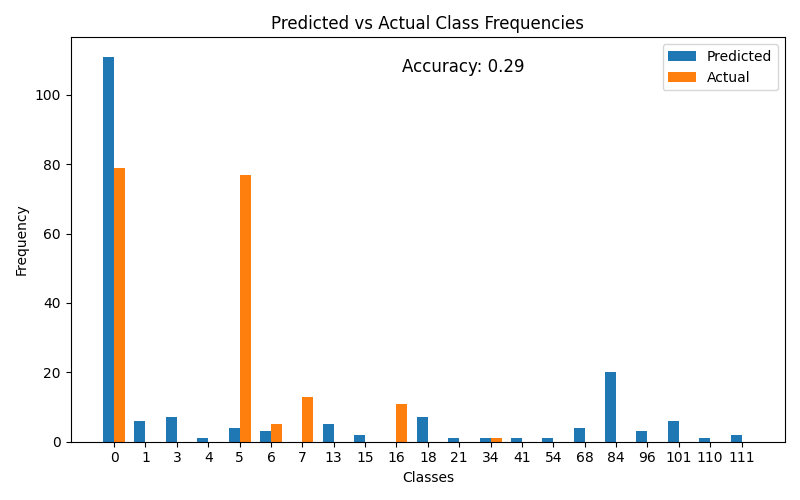 Predicted vs Actual Class Frequencies
Accuracy: 0.29
Predicted
Actual
Frequency
100
80
60
40
20
0
0 1 3 4 5 6 7 13 15 16 18 21 34 41 54 68 84 96 101 110 111
Classes